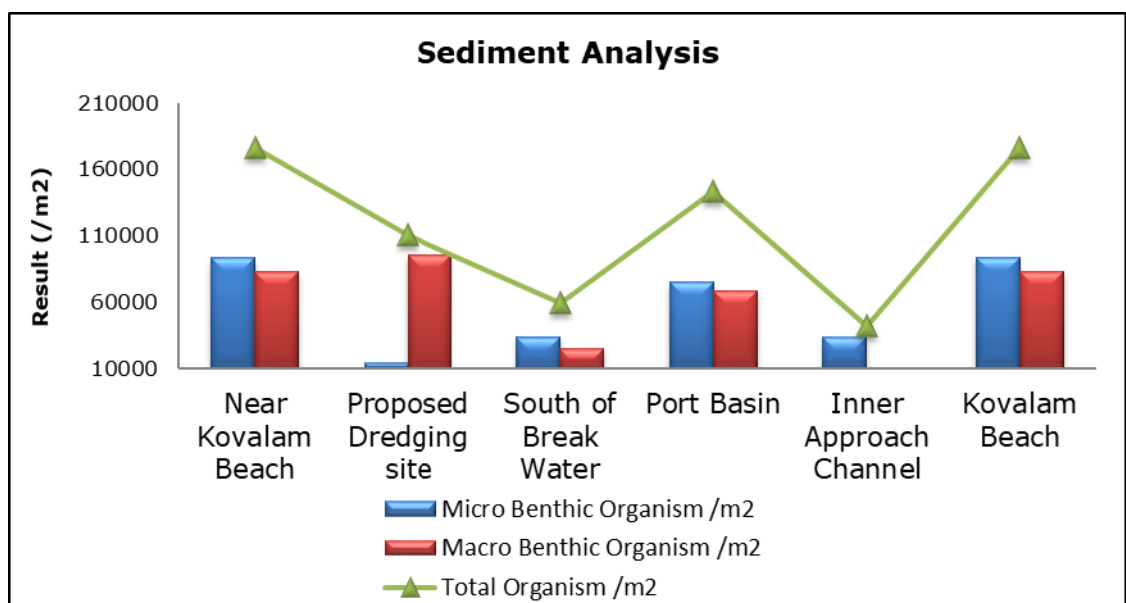 Sediment Analysis
Result (/m2)
210000
160000
110000
60000
10000
Near
Kovalam
Beach
Proposed
Dredging
site
South of
Break
Water
Port Basin
Inner
Approach
Channel
Kovalam
Beach
Micro Benthic Organism /m2
Macro Benthic Organism /m2
Total Organism /m2